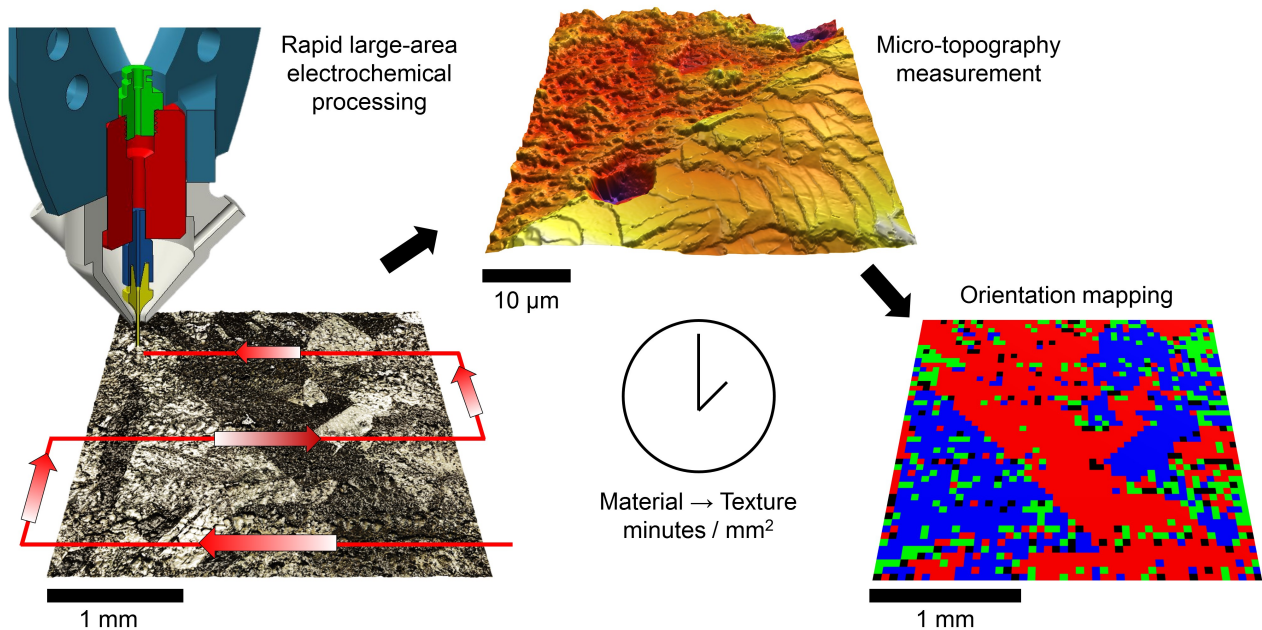 Rapid large-area
electrochemical
processing
Micro-topography
measurement
10 μm
Orientation mapping
Material → Texture
minutes / mm²
1 mm
1 mm